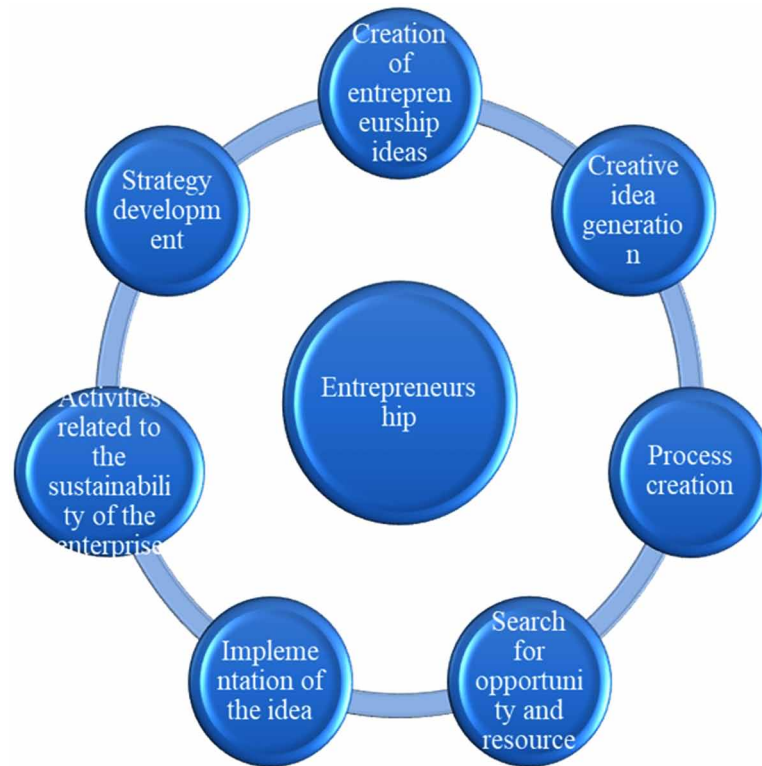 Creation
of
entrepren
eurship
ideas
Creative
idea
generatio
n
Process
creation
Search
for
opportuni
ty and
resource
Impleme
ntation of
the idea
Activities
related to
the
sustainabili
ty of the
enterprise
Strategy
developm
ent
Entrepreneurs
hip